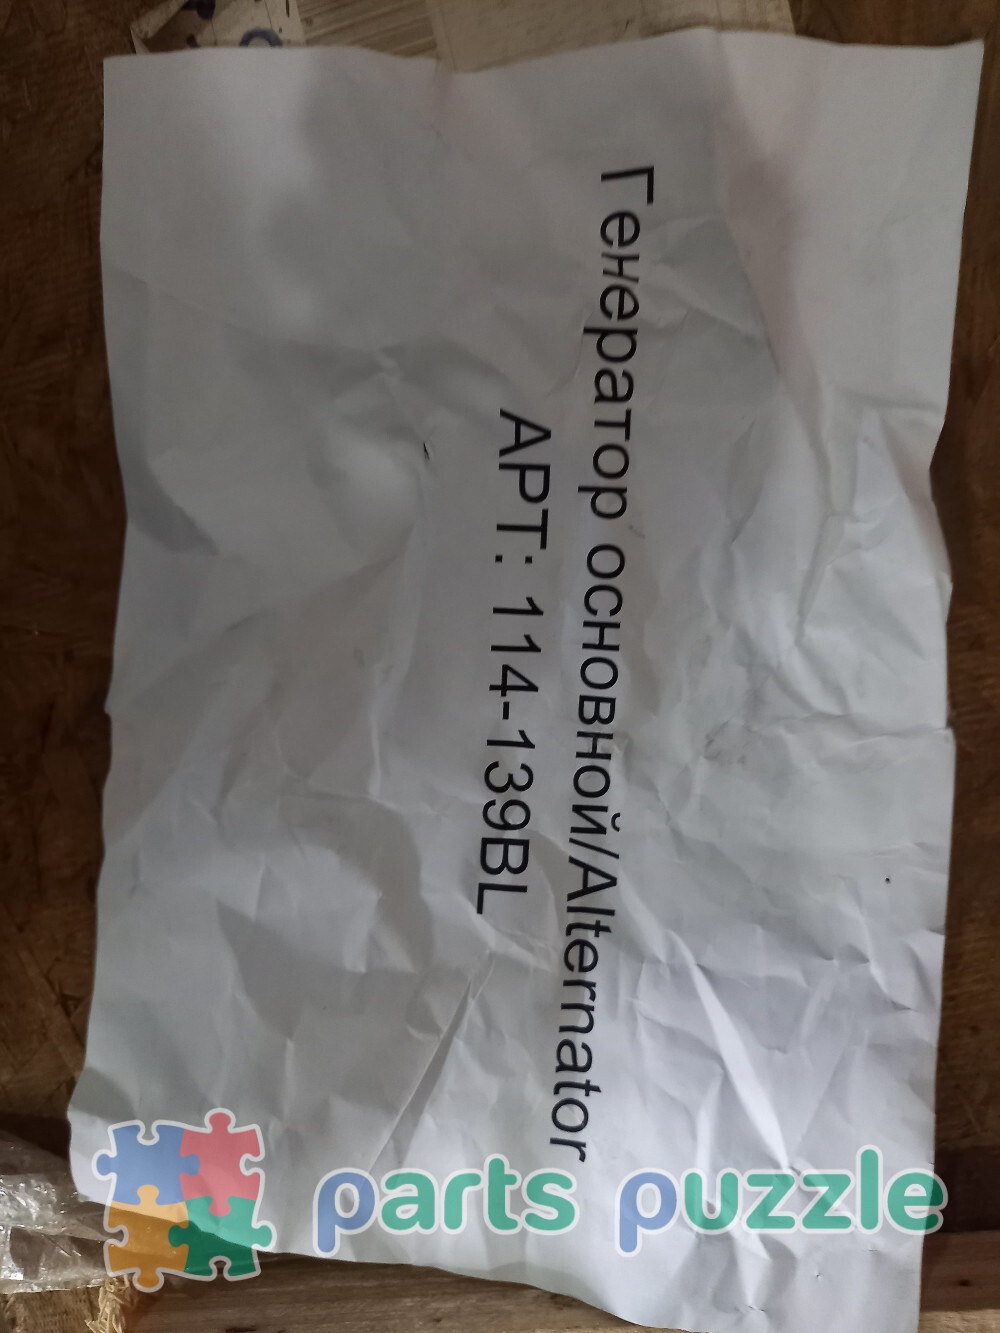 Генератор основной/Alternator
АРТ: 114-139BL
parts puzzle